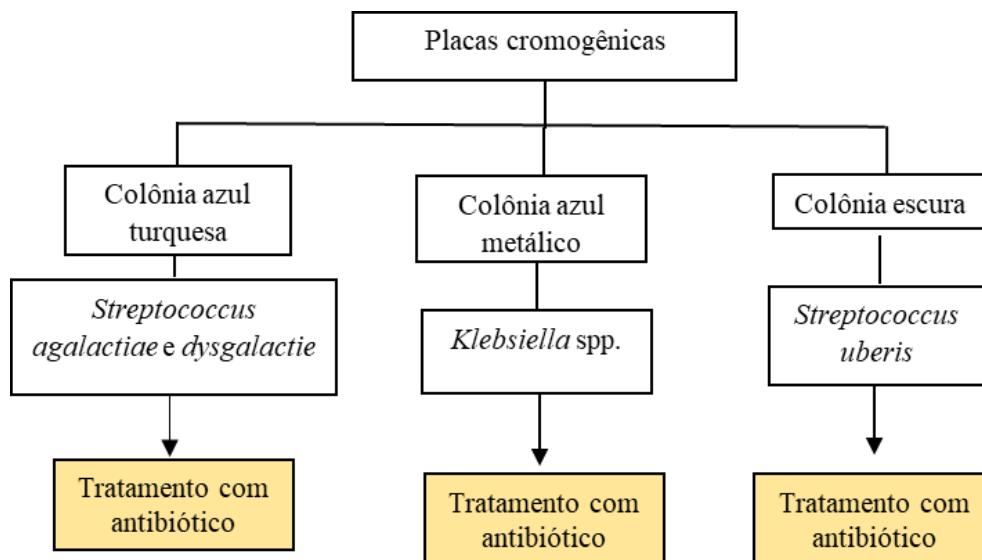 Placas cromogênicas
Colônia azul
turquesa
Colônia azul
metálico
Colônia escura
Streptococcus
agalactiae e dysgalactie
Klebsiella spp.
Streptococcus
uberis
Tratamento com
antibiótico
Tratamento com
antibiótico
Tratamento com
antibiótico